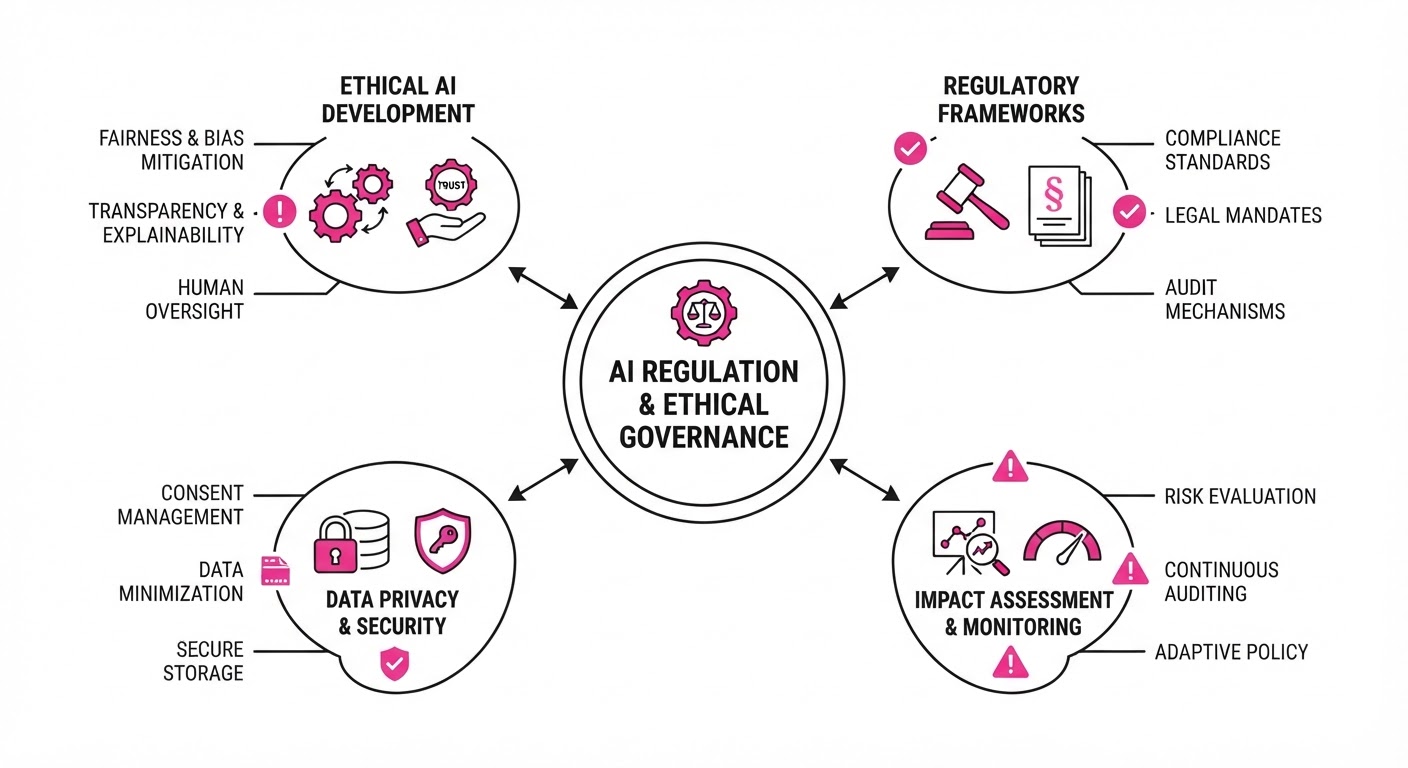 ETHICAL AI
DEVELOPMENT
FAIRNESS & BIAS
MITIGATION
TRANSPARENCY &
EXPLAINABILITY
HUMAN
OVERSIGHT
TRUST
REGULATORY
FRAMEWORKS
COMPLIANCE
STANDARDS
LEGAL MANDATES
AUDIT
MECHANISMS
§
AI REGULATION
& ETHICAL
GOVERNANCE
CONSENT
MANAGEMENT
DATA
MINIMIZATION
SECURE
STORAGE
DATA PRIVACY
& SECURITY
IMPACT ASSESSMENT
& MONITORING
RISK EVALUATION
CONTINUOUS
AUDITING
ADAPTIVE POLICY